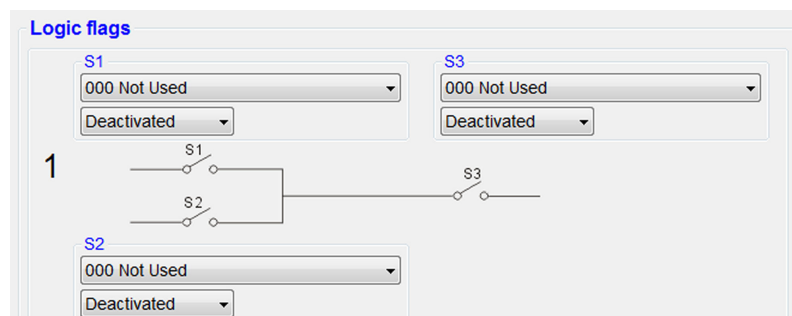 Logic flags
S1
000 Not Used
Deactivated
S3
000 Not Used
Deactivated
1
S1
S2
S3
S2
000 Not Used
Deactivated